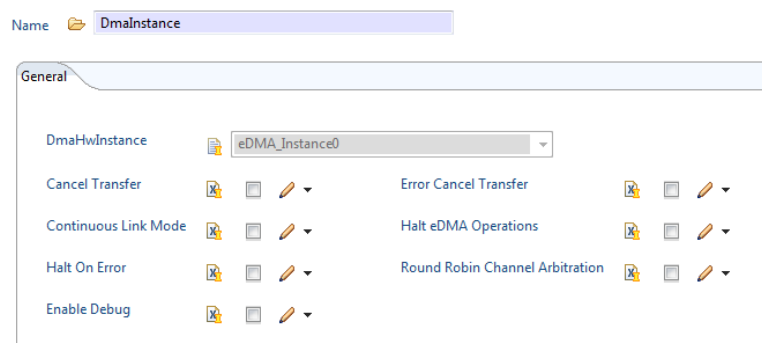 Name DmaInstance
General
DmaHwInstance eDMA_Instance0
Cancel Transfer Error Cancel Transfer
Continuous Link Mode Halt eDMA Operations
Halt On Error Round Robin Channel Arbitration
Enable Debug